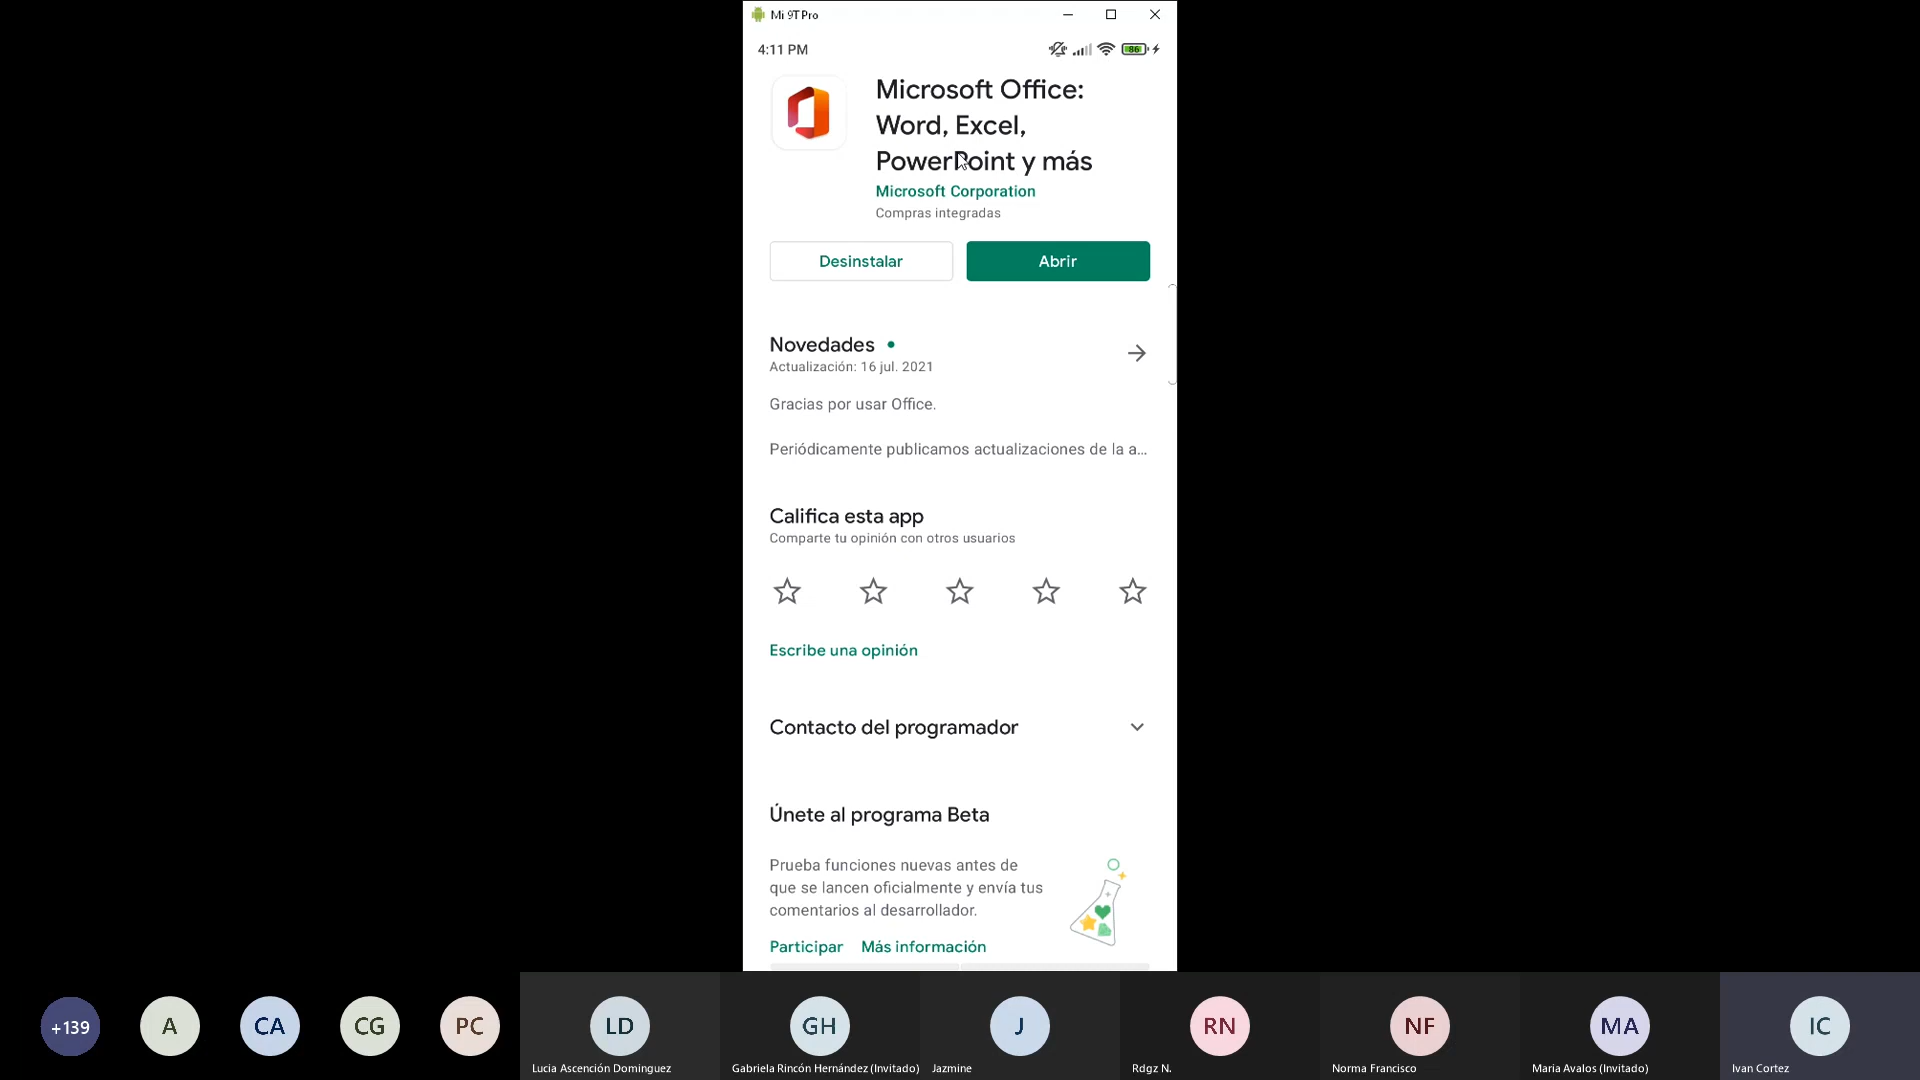 Mi 9T Pro
4:11 PM
86
Microsoft Office:
Word, Excel,
PowerPoint y más
Microsoft Corporation
Compras integradas
Desinstalar
Abrir
Novedades
Actualización: 16 jul. 2021
Gracias por usar Office.
Periódicamente publicamos actualizaciones de la a...
Califica esta app
Comparte tu opinión con otros usuarios
Escribe una opinión
Contacto del programador
Únete al programa Beta
Prueba funciones nuevas antes de
que se lancen oficialmente y envía tus
comentarios al desarrollador.
Participar Más información
+139 A CA CG PC LD GH J RN NF MA IC
Lucia Ascención Dominguez Gabriela Rincón Hernández (Invitado) Jazmine Rdgz N. Norma Francisco Maria Avalos (Invitado) Ivan Cortez